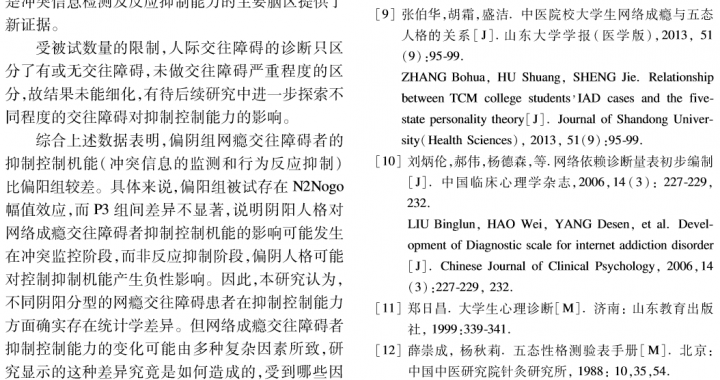 是冲突信息检测及反应抑制能力的主要脑区提供了
新证据。
受被试数量的限制,人际交往障碍的诊断只区
分了有或无交往障碍,未做交往障碍严重程度的区
分,故结果未能细化,有待后续研究中进一步探索不
同程度的交往障碍对抑制控制能力的影响。
综合上述数据表明,偏阴组网瘾交往障碍者的
抑制控制机能(冲突信息的监测和行为反应抑制)
比偏阳组较差。具体来说,偏阳组被试存在 N2Nogo
幅值效应,而 P3 组间差异不显著,说明阴阳人格对
网络成瘾交往障碍者抑制控制机能的影响可能发生
在冲突监控阶段,而非反应抑制阶段,偏阴人格可能
对控制抑制机能产生负性影响。因此,本研究认为,
不同阴阳分型的网瘾交往障碍患者在抑制控制能力
方面确实存在统计学差异。但网络成瘾交往障碍者
抑制控制能力的变化可能由多种复杂因素所致,研
究显示的这种差异究竟是如何造成的,受到哪些因
[9] 张伯华,胡霜,盛洁. 中医院校大学生网络成瘾与五态
人格的关系[J]. 山东大学学报(医学版),2013, 51
(9):95-99.
ZHANG Bohua, HU Shuang, SHENG Jie. Relationship
between TCM college students'IAD cases and the five-
state personality theory[J]. Journal of Shandong Univer-
sity(Health Sciences), 2013, 51(9):95-99.
[10] 刘炳伦,郝伟,杨德森,等. 网络依赖诊断量表初步编制
[J]. 中国临床心理学杂志,2006,14(3): 227-229,
232.
LIU Binglun, HAO Wei, YANG Desen, et al. Devel-
opment of Diagnostic scale for internet addiction disorder
[J]. Chinese Journal of Clinical Psychology, 2006,14
(3):227-229, 232.
[11] 郑日昌. 大学生心理诊断[M]. 济南: 山东教育出版
社, 1999:339-341.
[12] 薛崇成, 杨秋莉. 五态性格测验表手册[M]. 北京:
中国中医研究院针灸研究所, 1988: 10,35,54.